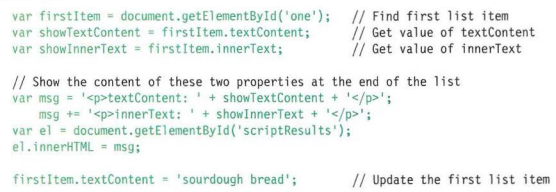 var firstItem = document.getElementById('one');    // Find first list item
var showTextContent = firstItem.textContent;       // Get value of textContent
var showInnerText = firstItem.innerText;           // Get value of innerText

// Show the content of these two properties at the end of the list
var msg = '<p>textContent: ' + showTextContent + '</p>';
    msg += '<p>innerText: ' + showInnerText + '</p>';
var el = document.getElementById('scriptResults');
el.innerHTML = msg;

firstItem.textContent = 'sourdough bread';         // Update the first list item